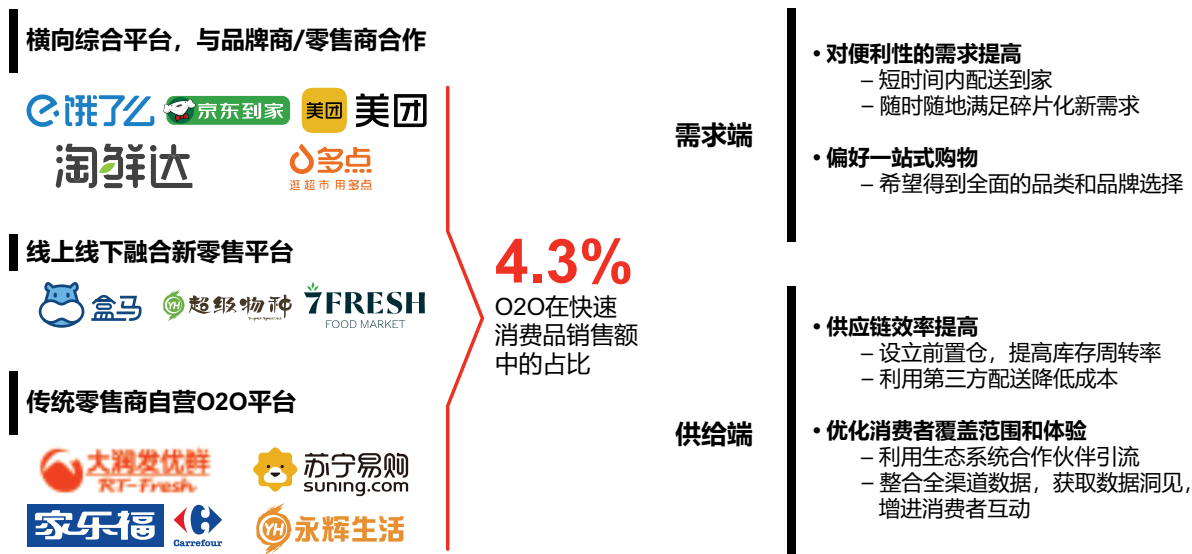 横向综合平台，与品牌商/零售商合作
饿了么
京东到家
美团
美团
淘鲜达
多点
逛超市 用多点
线上线下融合新零售平台
盒马
YH
超级物种
Super Species
7FRESH
FOOD MARKET
传统零售商自营O2O平台
大润发优鲜
RT-Fresh
苏宁易购
suning.com
家乐福
Carrefour
YH
永辉生活
4.3%
O2O在快速
消费品销售额
中的占比
需求端
• 对便利性的需求提高
– 短时间内配送到家
– 随时随地满足碎片化新需求
• 偏好一站式购物
– 希望得到全面的品类和品牌选择
供给端
• 供应链效率提高
– 设立前置仓，提高库存周转率
– 利用第三方配送降低成本
• 优化消费者覆盖范围和体验
– 利用生态系统合作伙伴引流
– 整合全渠道数据，获取数据洞见，
增进消费者互动